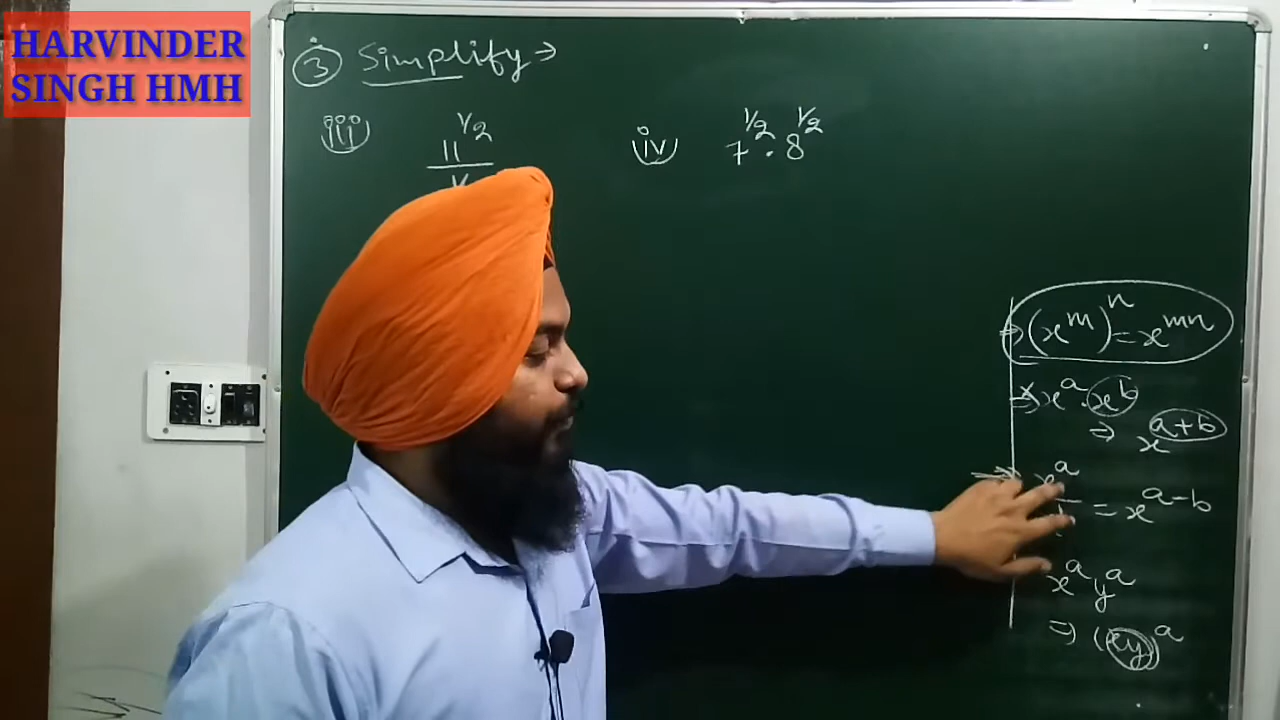 HARVINDER
SINGH HMH
3 Simplify →
iii) 11^1/2
iv) 7^1/2 . 8^1/2
⇒ (x^m)^n = x^mn
⇒ x^a . x^b
⇒ x^a+b
→ x^a = x^a-b
x^a y^a
⇒ (xy)^a